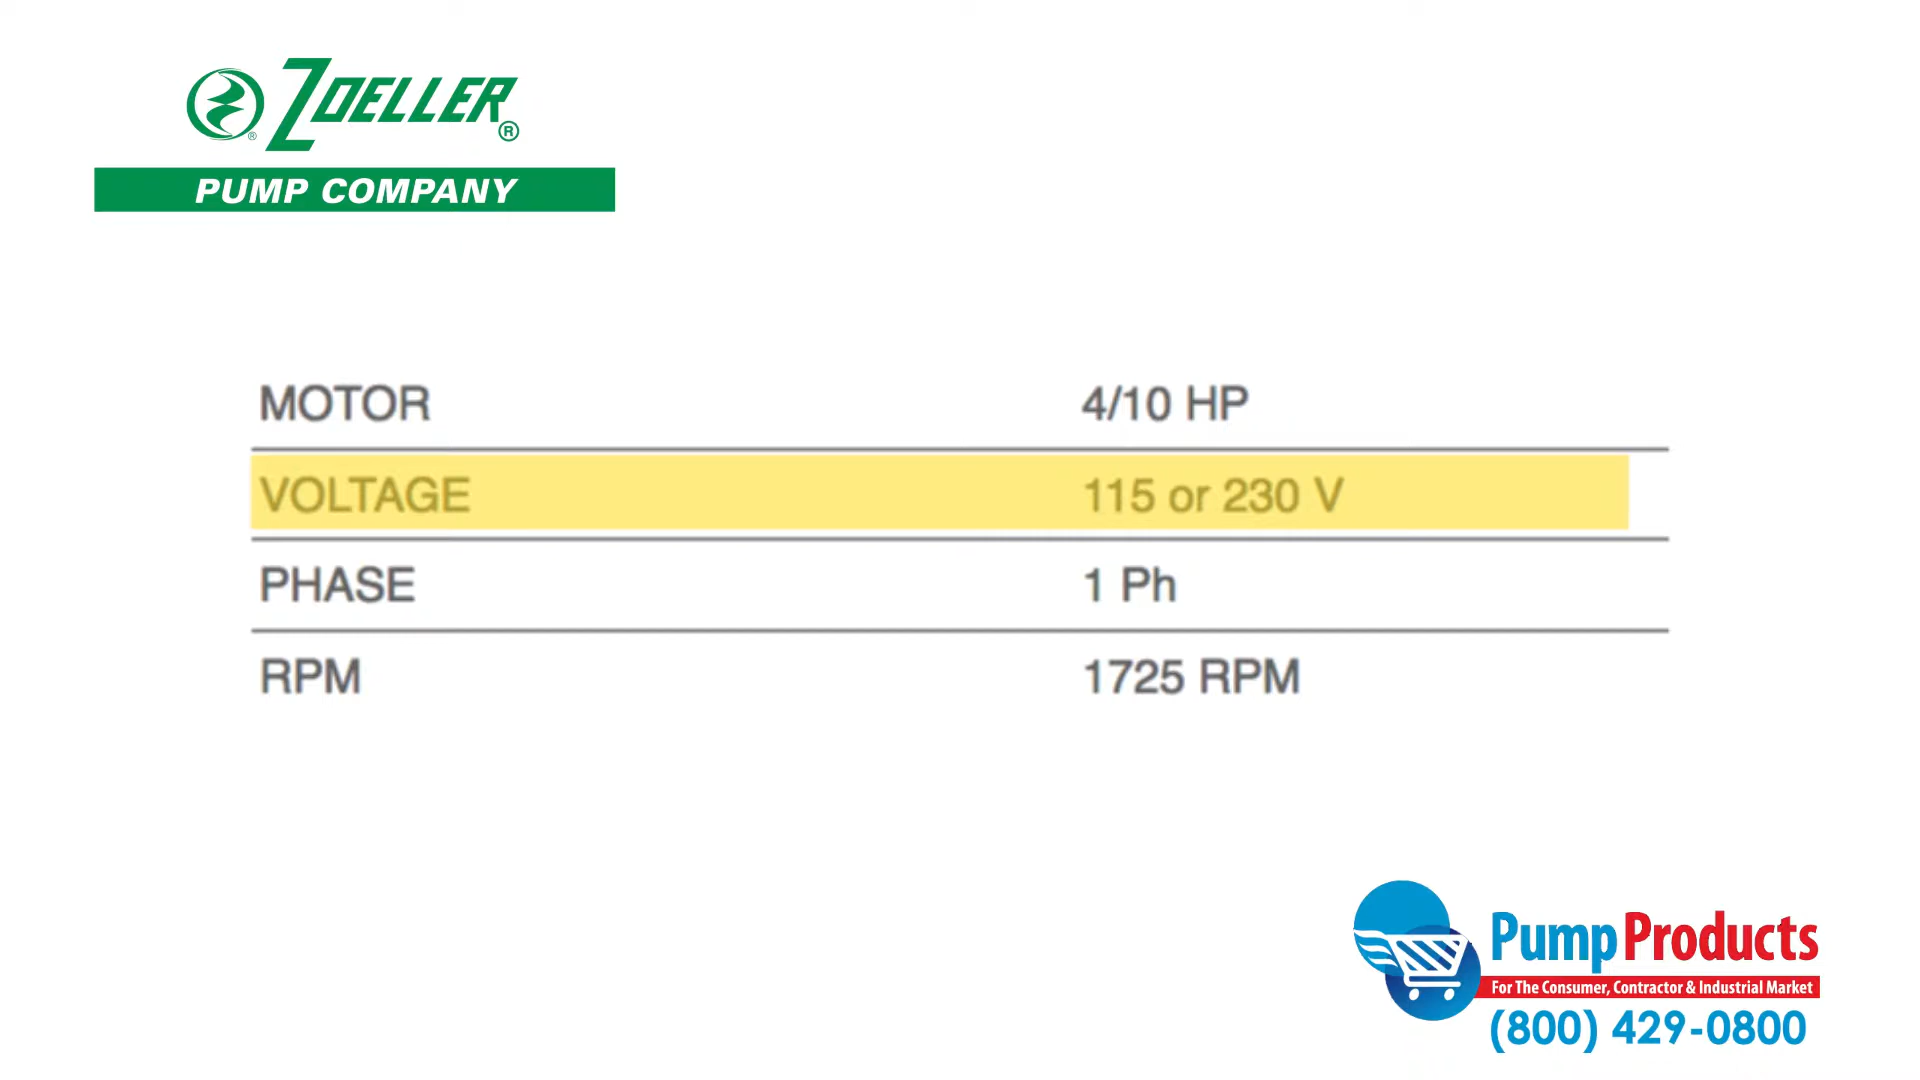 ZOELLER®
PUMP COMPANY
MOTOR 4/10 HP
VOLTAGE 115 or 230 V
PHASE 1 Ph
RPM 1725 RPM
Pump Products
For The Consumer, Contractor & Industrial Market
(800) 429-0800